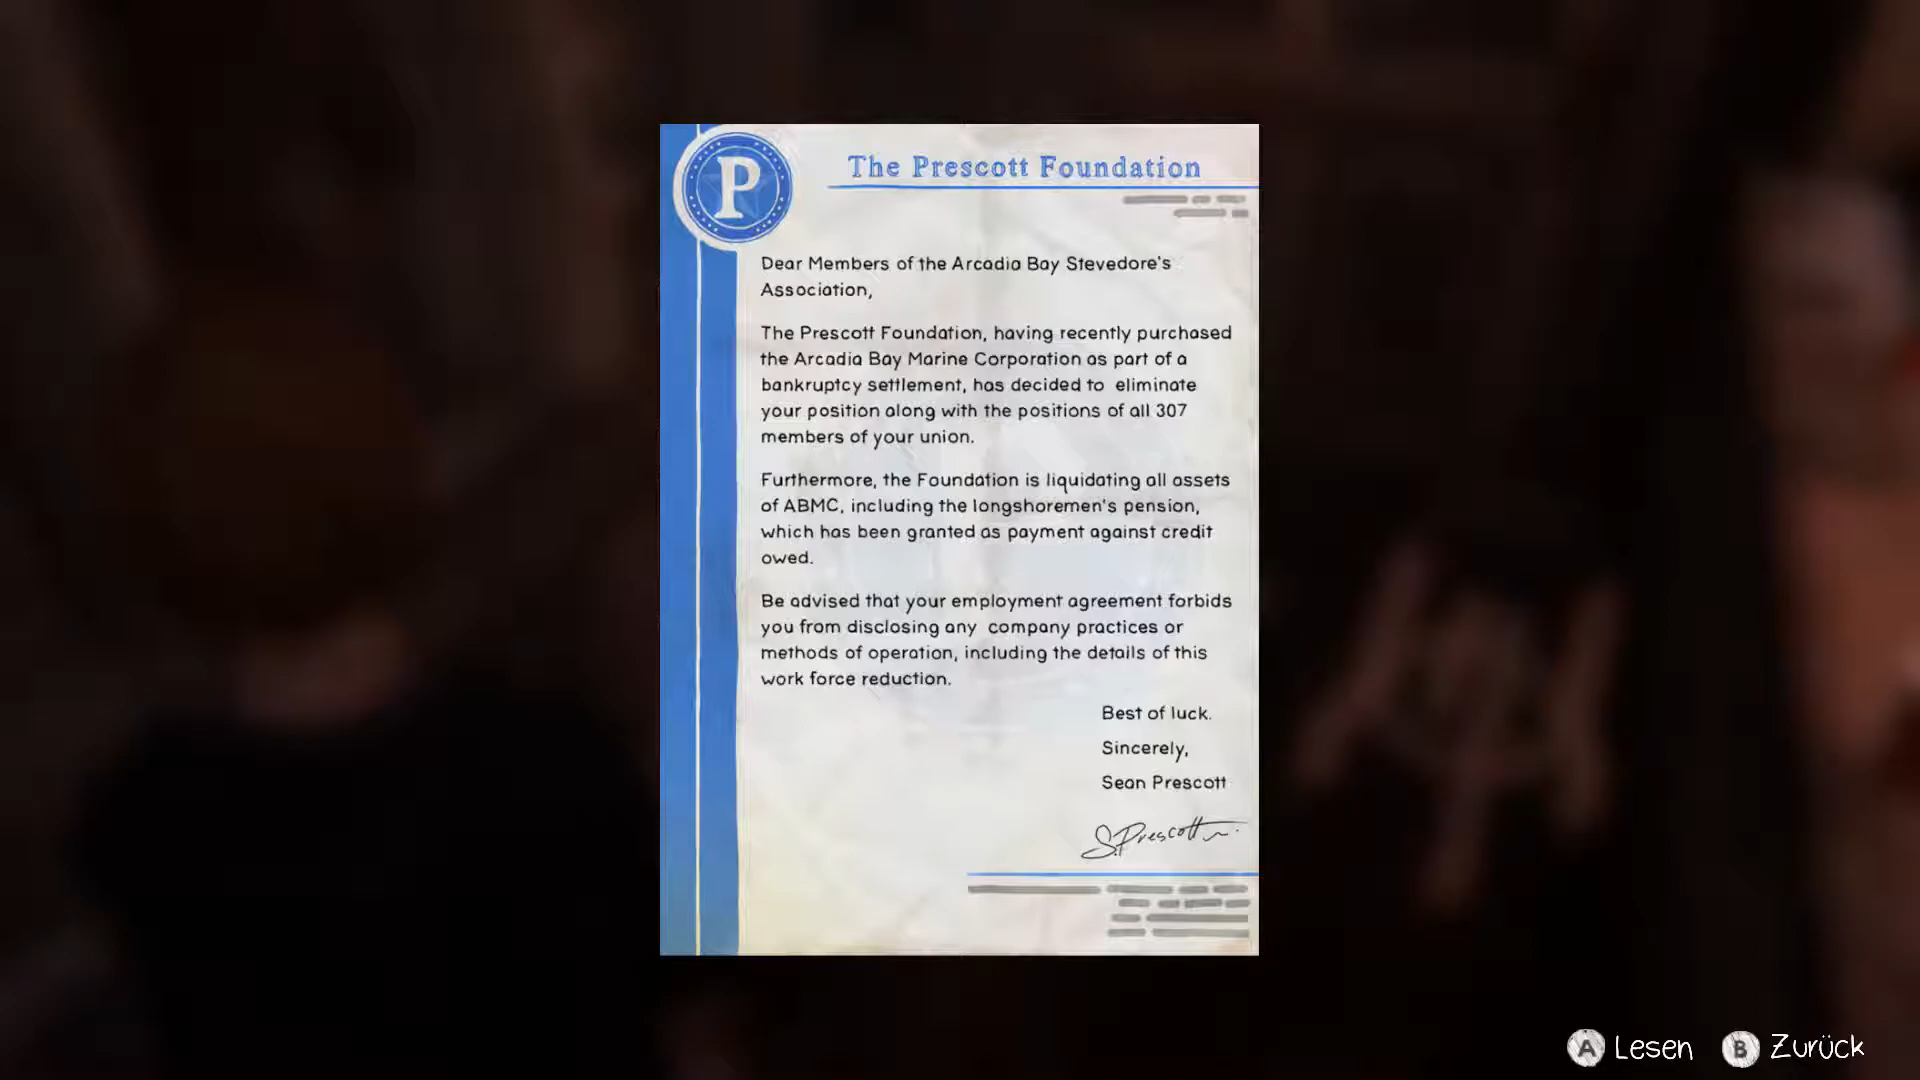 P
The Prescott Foundation
Dear Members of the Arcadia Bay Stevedore's
Association,
The Prescott Foundation, having recently purchased
the Arcadia Bay Marine Corporation as part of a
bankruptcy settlement, has decided to eliminate
your position along with the positions of all 307
members of your union.
Furthermore, the Foundation is liquidating all assets
of ABMC, including the longshoremen's pension,
which has been granted as payment against credit
owed.
Be advised that your employment agreement forbids
you from disclosing any company practices or
methods of operation, including the details of this
work force reduction.
Best of luck.
Sincerely,
Sean Prescott
S. Prescott
A Lesen B Zurück